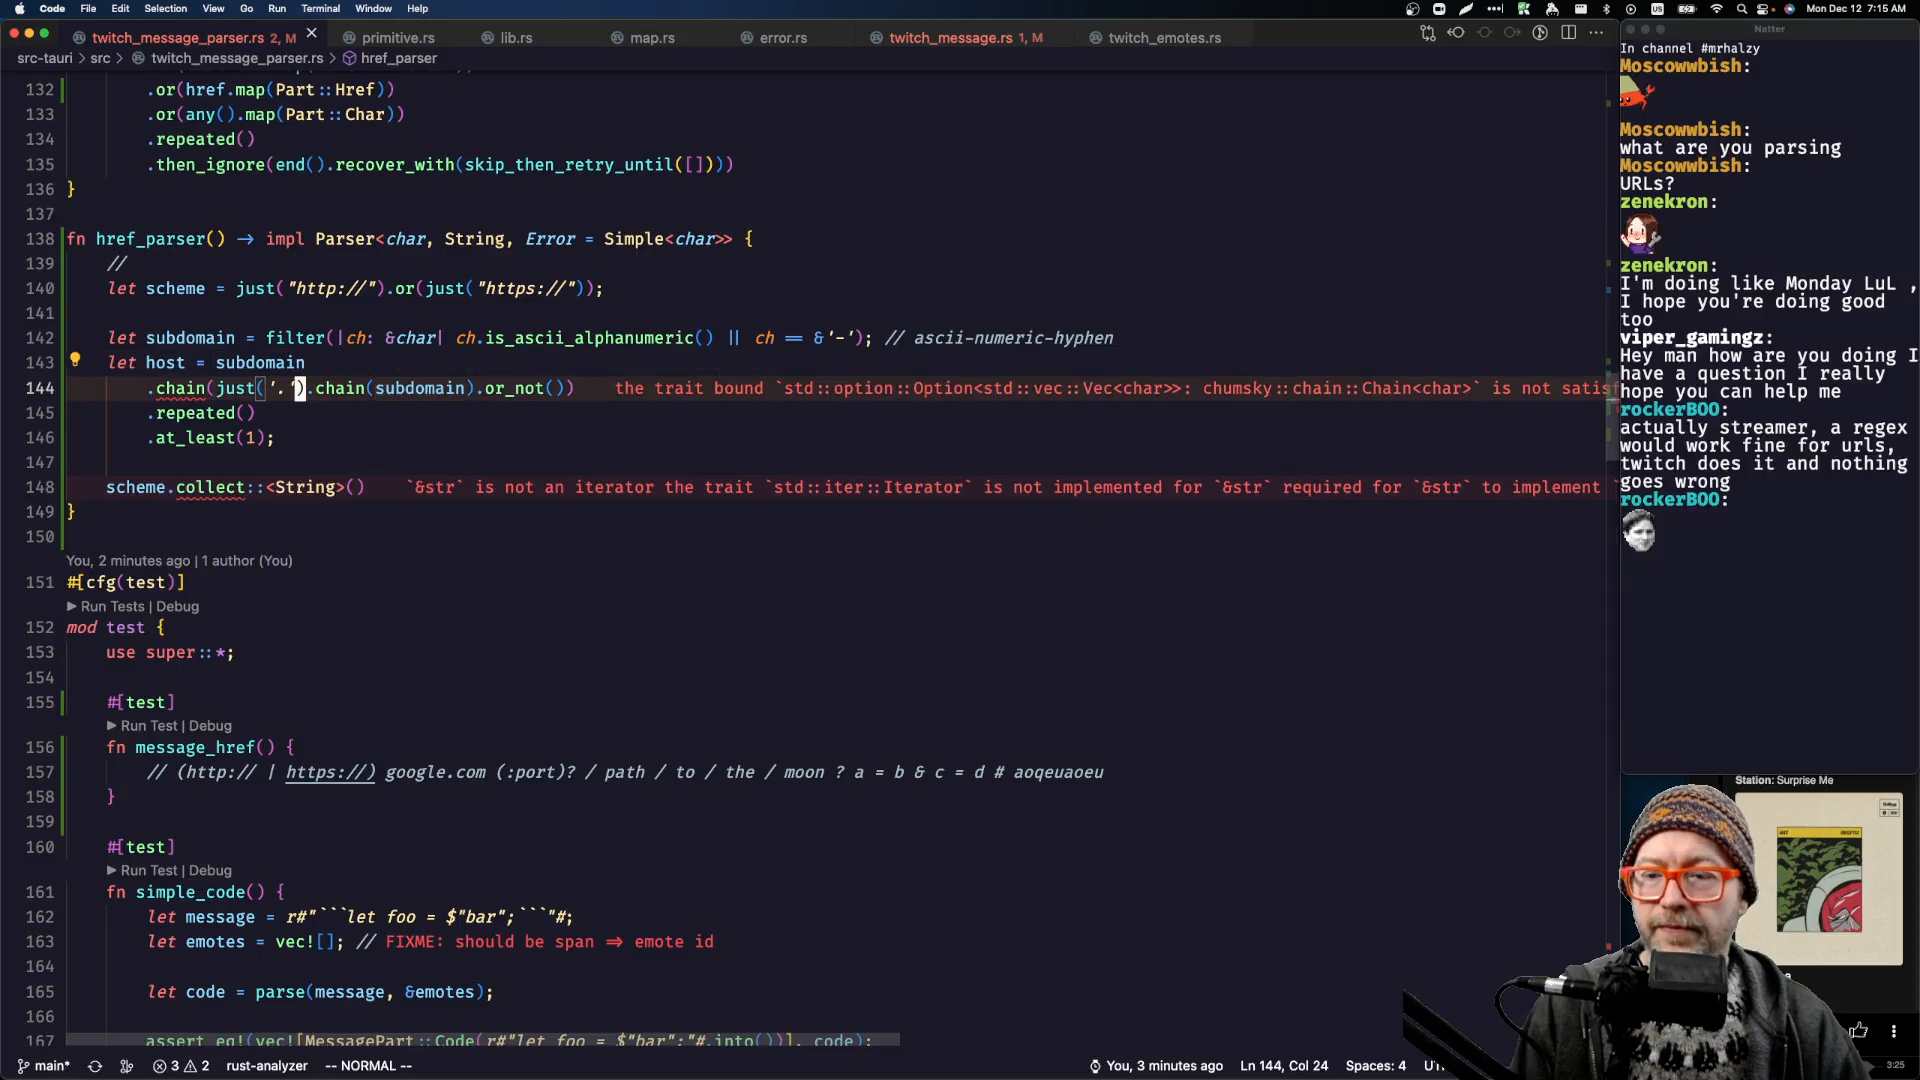 Code File Edit Selection View Go Run Terminal Window Help
Mon Dec 12 7:15 AM
twitch_message_parser.rs 2, M
primitive.rs
lib.rs
map.rs
error.rs
twitch_message.rs 1, M
twitch_emotes.rs
src-tauri > src > twitch_message_parser.rs > href_parser
132 .or(href.map(Part::Href))
133 .or(any().map(Part::Char))
134 .repeated()
135 .then_ignore(end().recover_with(skip_then_retry_until([])))
136 }
137
138 fn href_parser() → impl Parser<char, String, Error = Simple<char>> {
139 //
140 let scheme = just("http://").or(just("https://"));
141
142 let subdomain = filter(|ch: &char| ch.is_ascii_alphanumeric() || ch == &'-'); // ascii-numeric-hyphen
143 let host = subdomain
144 .chain(just('.').chain(subdomain).or_not()) the trait bound `std::option::Option<std::vec::Vec<char>>: chumsky::chain::Chain<char>` is not satisf
145 .repeated()
146 .at_least(1);
147
148 scheme.collect::<String>() `&str` is not an iterator the trait `std::iter::Iterator` is not implemented for `&str` required for `&str` to implement `
149 }
150
You, 2 minutes ago | 1 author (You)
151 #[cfg(test)]
Run Tests | Debug
152 mod test {
153 use super::*;
154
155 #[test]
Run Test | Debug
156 fn message_href() {
157 // (http:// | https://) google.com (:port)? / path / to / the / moon ? a = b & c = d # aoqeuaoeu
158 }
159
160 #[test]
Run Test | Debug
161 fn simple_code() {
162 let message = r#"```let foo = $"bar";```"#;
163 let emotes = vec![]; // FIXME: should be span ⇒ emote id
164
165 let code = parse(message, &emotes);
166
167 assert_eq!(vec![MessagePart::Code(r#"let foo = $"bar";"#.into())], code);
main* 3 2 rust-analyzer -- NORMAL -- You, 3 minutes ago Ln 144, Col 24 Spaces: 4
Natter
In channel #mrhalzy
Moscowwbish:
Moscowwbish:
what are you parsing
Moscowwbish:
URLs?
zenekron:
zenekron:
I'm doing like Monday LuL ,
I hope you're doing good
too
viper_gamingz:
Hey man how are you doing I
have a question I really
hope you can help me
rockerBOO:
actually streamer, a regex
would work fine for urls,
twitch does it and nothing
goes wrong
rockerBOO:
Station: Surprise Me
3:25